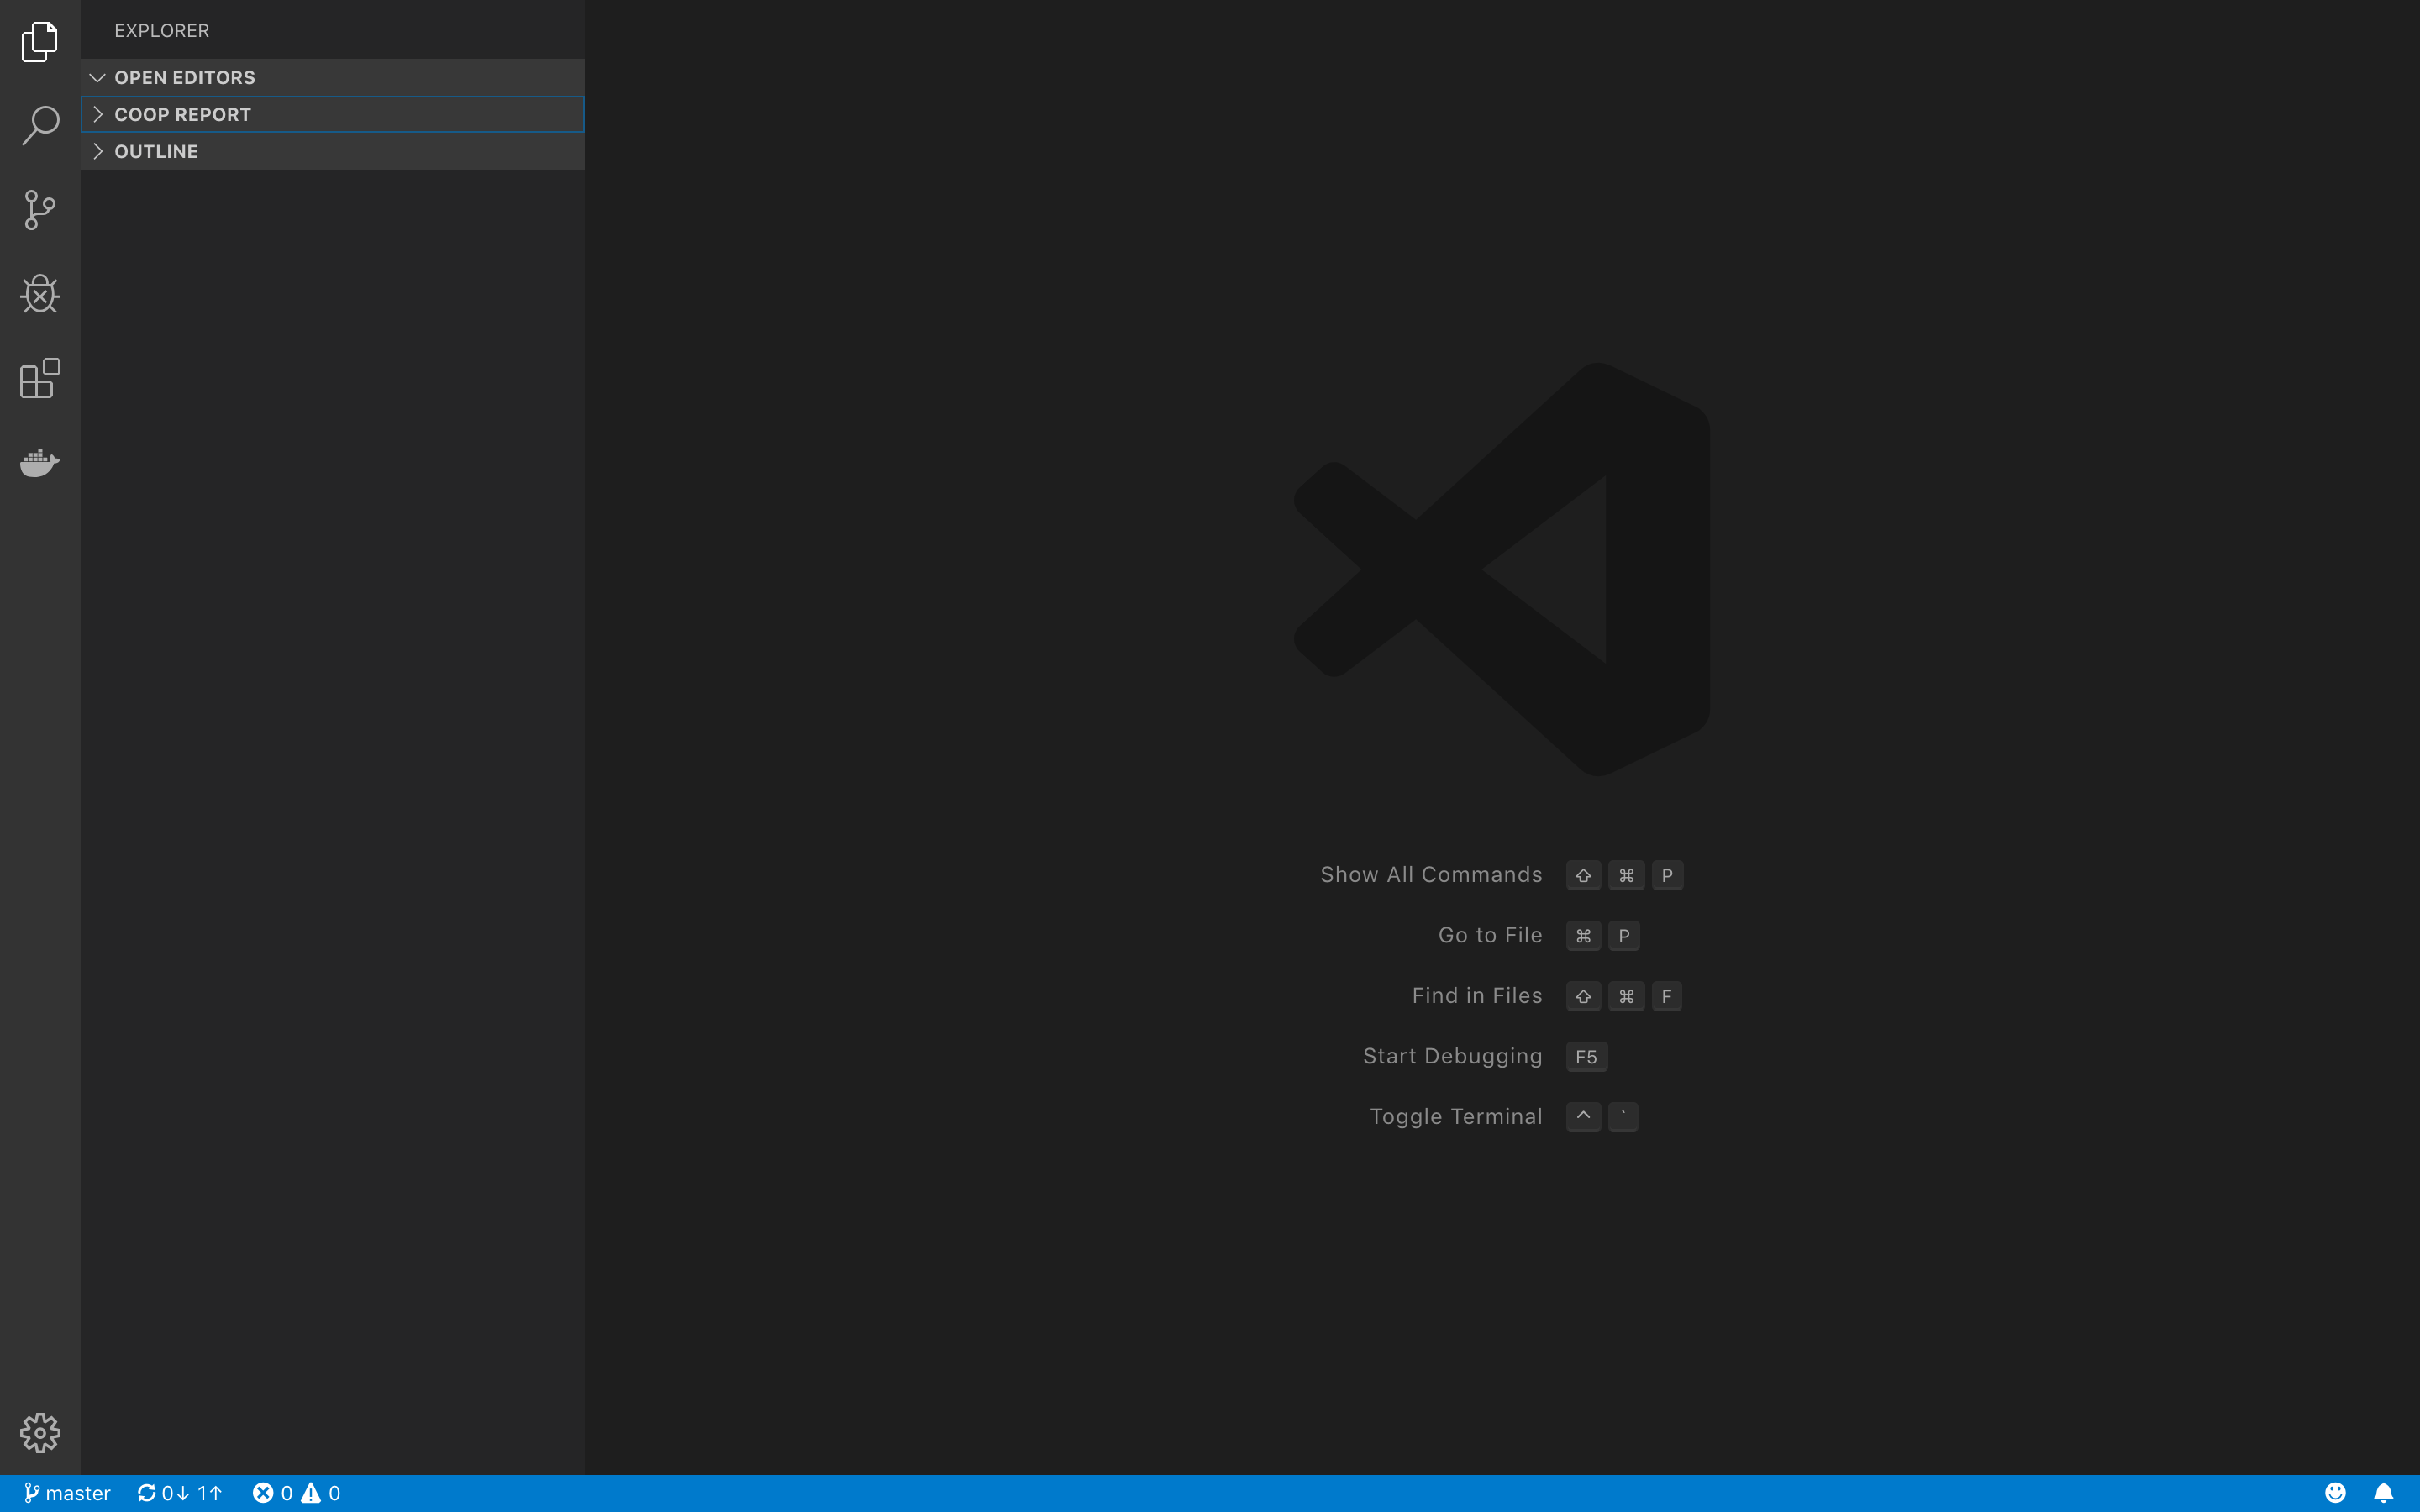 EXPLORER
OPEN EDITORS
COOP REPORT
OUTLINE
Show All Commands ⇧ ⌘ P
Go to File ⌘ P
Find in Files ⇧ ⌘ F
Start Debugging F5
Toggle Terminal ^ `
master 0↓ 1↑ 0 0